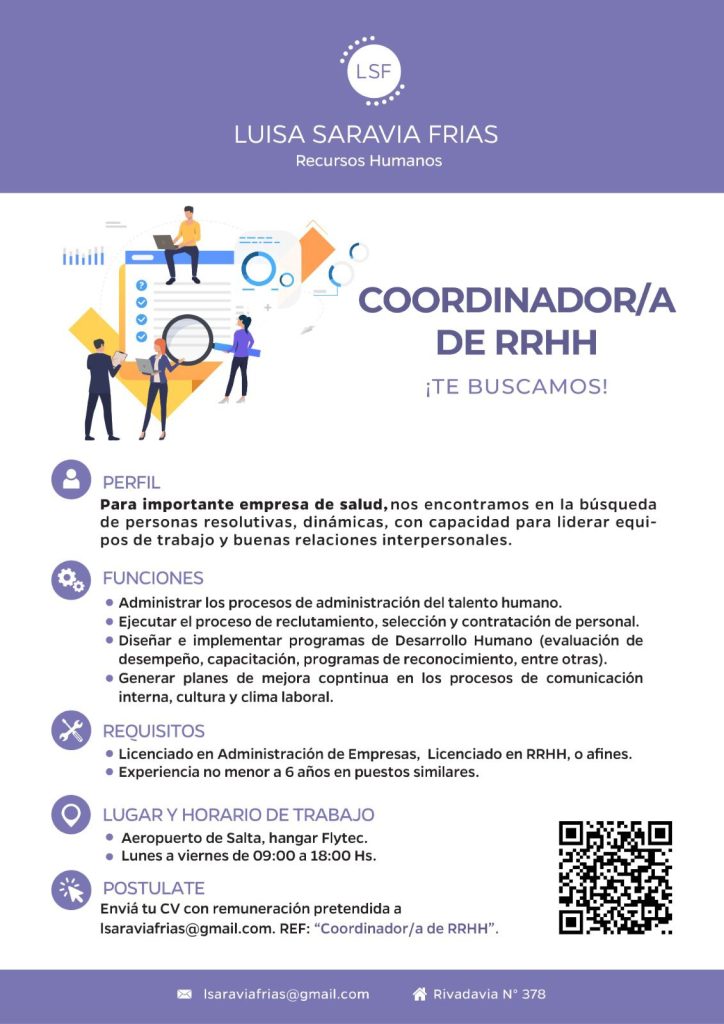 LSF
LUISA SARAVIA FRIAS
Recursos Humanos
COORDINADOR/A
DE RRHH
¡TE BUSCAMOS!
PERFIL
Para importante empresa de salud, nos encontramos en la búsqueda
de personas resolutivas, dinámicas, con capacidad para liderar equi-
pos de trabajo y buenas relaciones interpersonales.
FUNCIONES
• Administrar los procesos de administración del talento humano.
• Ejecutar el proceso de reclutamiento, selección y contratación de personal.
• Diseñar e implementar programas de Desarrollo Humano (evaluación de
desempeño, capacitación, programas de reconocimiento, entre otras).
• Generar planes de mejora copntinua en los procesos de comunicación
interna, cultura y clima laboral.
REQUISITOS
• Licenciado en Administración de Empresas, Licenciado en RRHH, o afines.
• Experiencia no menor a 6 años en puestos similares.
LUGAR Y HORARIO DE TRABAJO
• Aeropuerto de Salta, hangar Flytec.
• Lunes a viernes de 09:00 a 18:00 Hs.
POSTULATE
Enviá tu CV con remuneración pretendida a
lsaraviafrias@gmail.com. REF: “Coordinador/a de RRHH”.
lsaraviafrias@gmail.com
Rivadavia N° 378